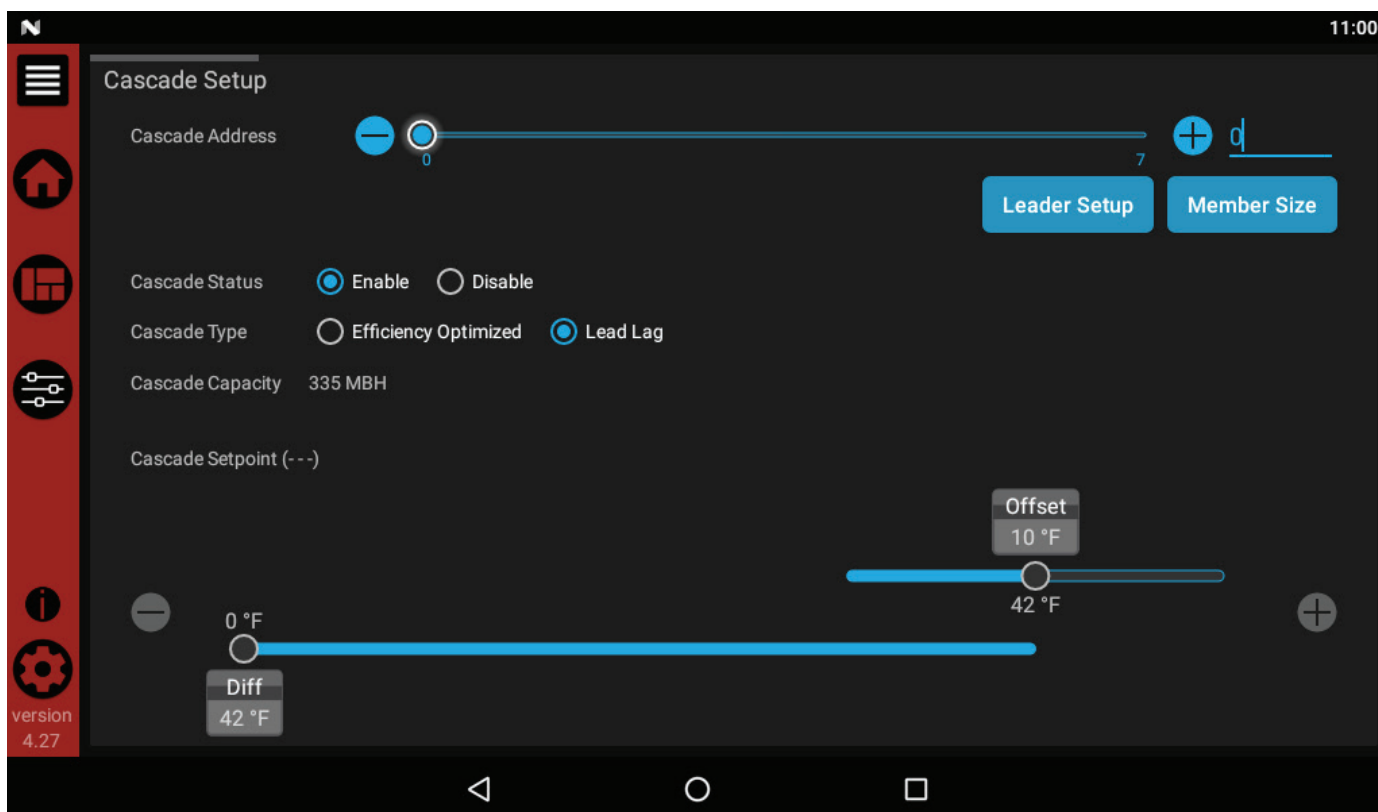 11:00
Cascade Setup
Cascade Address
0
7
0
Leader Setup Member Size
Cascade Status Enable Disable
Cascade Type Efficiency Optimized Lead Lag
Cascade Capacity 335 MBH
Cascade Setpoint (---)
Offset
10 °F
42 °F
0 °F
Diff
42 °F
version
4.27